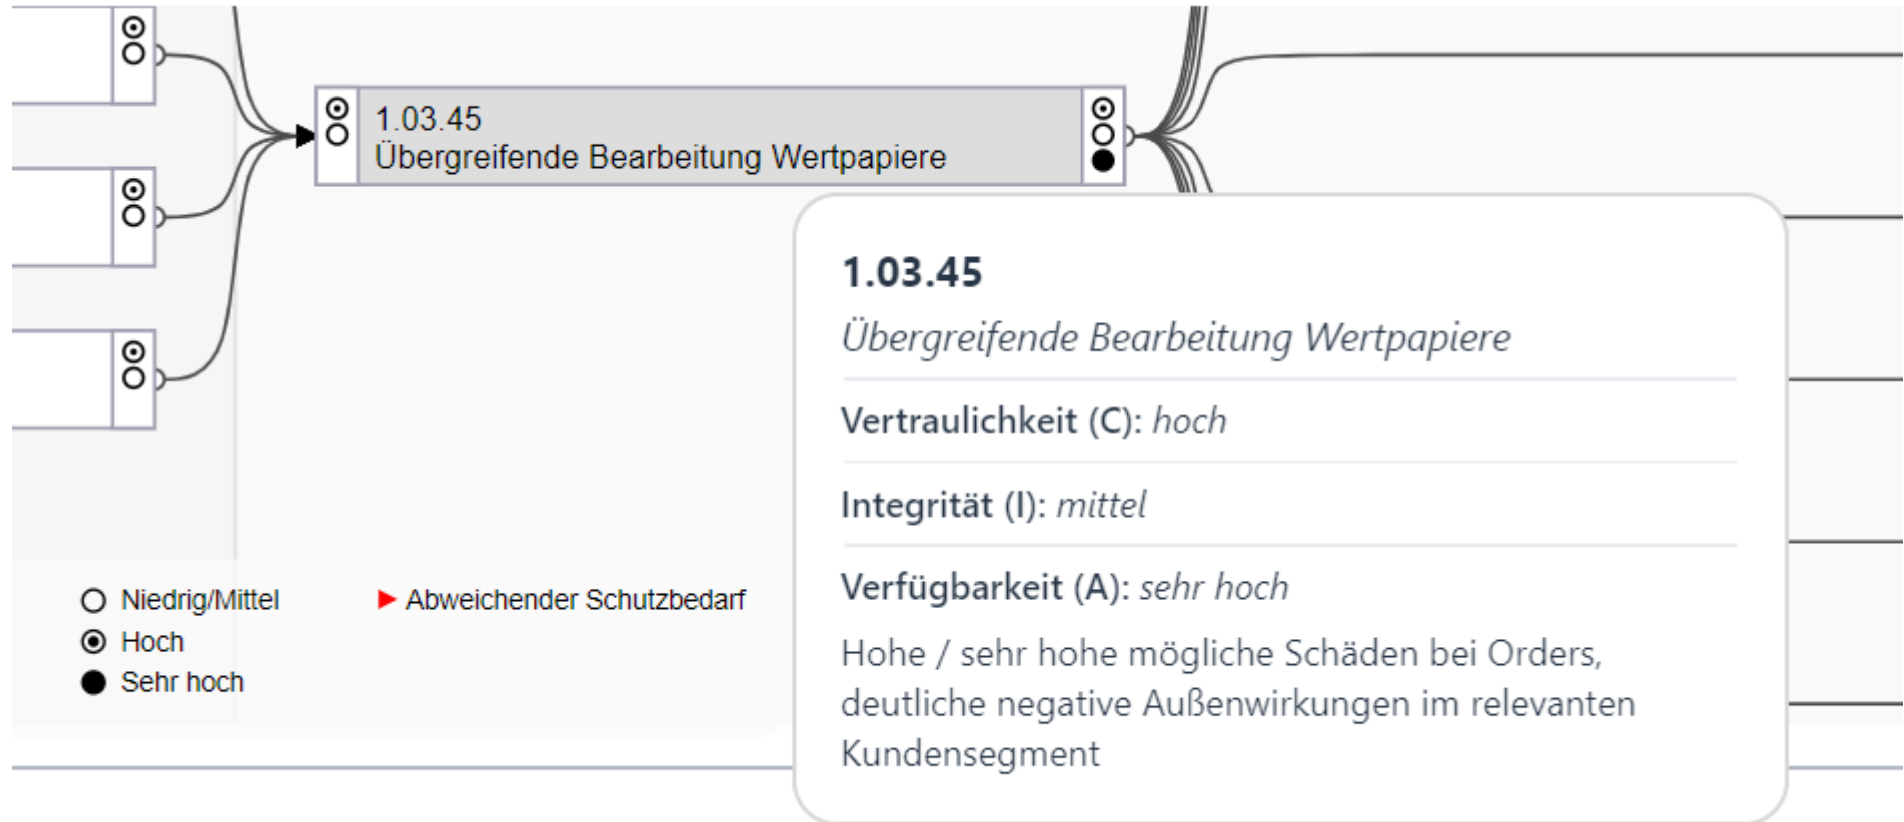 1.03.45
Übergreifende Bearbeitung Wertpapiere
1.03.45
Übergreifende Bearbeitung Wertpapiere
Vertraulichkeit (C): hoch
Integrität (I): mittel
Verfügbarkeit (A): sehr hoch
Hohe / sehr hohe mögliche Schäden bei Orders,
deutliche negative Außenwirkungen im relevanten
Kundensegment
Niedrig/Mittel
Abweichender Schutzbedarf
Hoch
Sehr hoch